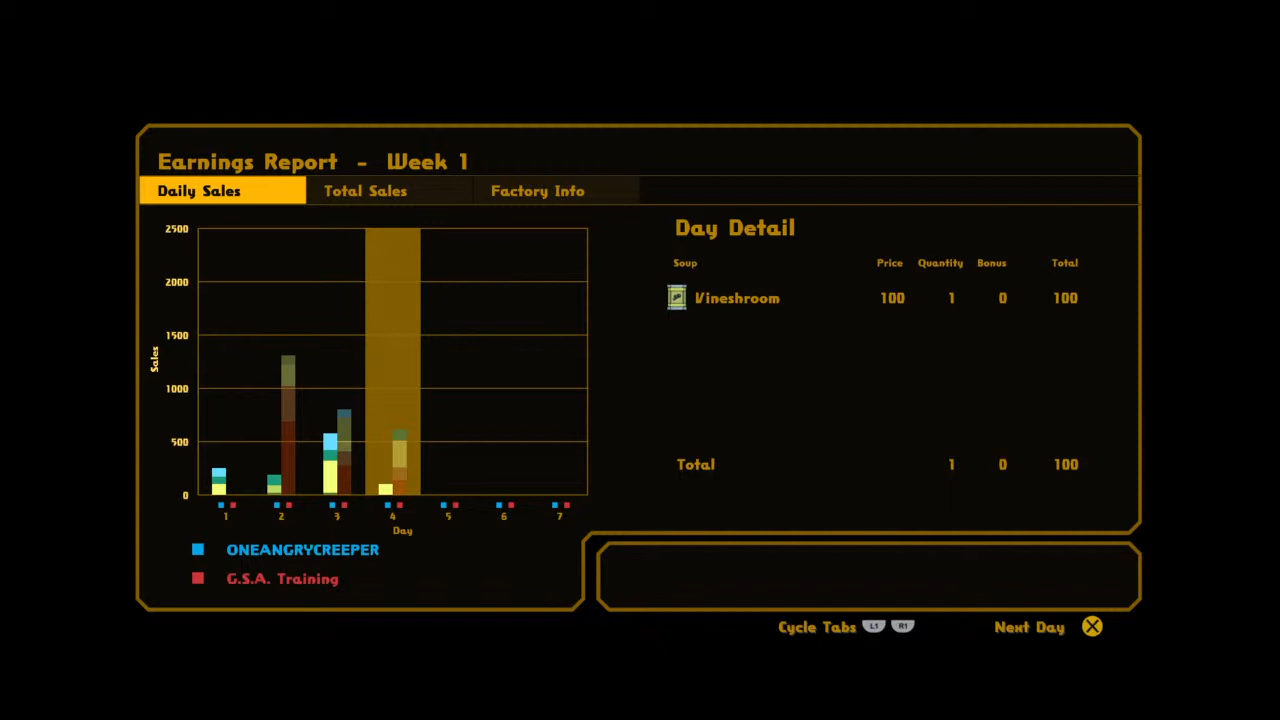 Earnings Report - Week 1
Daily Sales Total Sales Factory Info
2500
2000
1500
1000
500
0
Sales
1 2 3 4 5 6 7
Day
ONEANGRYCREEPER
G.S.A. Training
Day Detail
Soup Price Quantity Bonus Total
Vineshroom 100 1 0 100
Total 1 0 100
Cycle Tabs L1 R1 Next Day